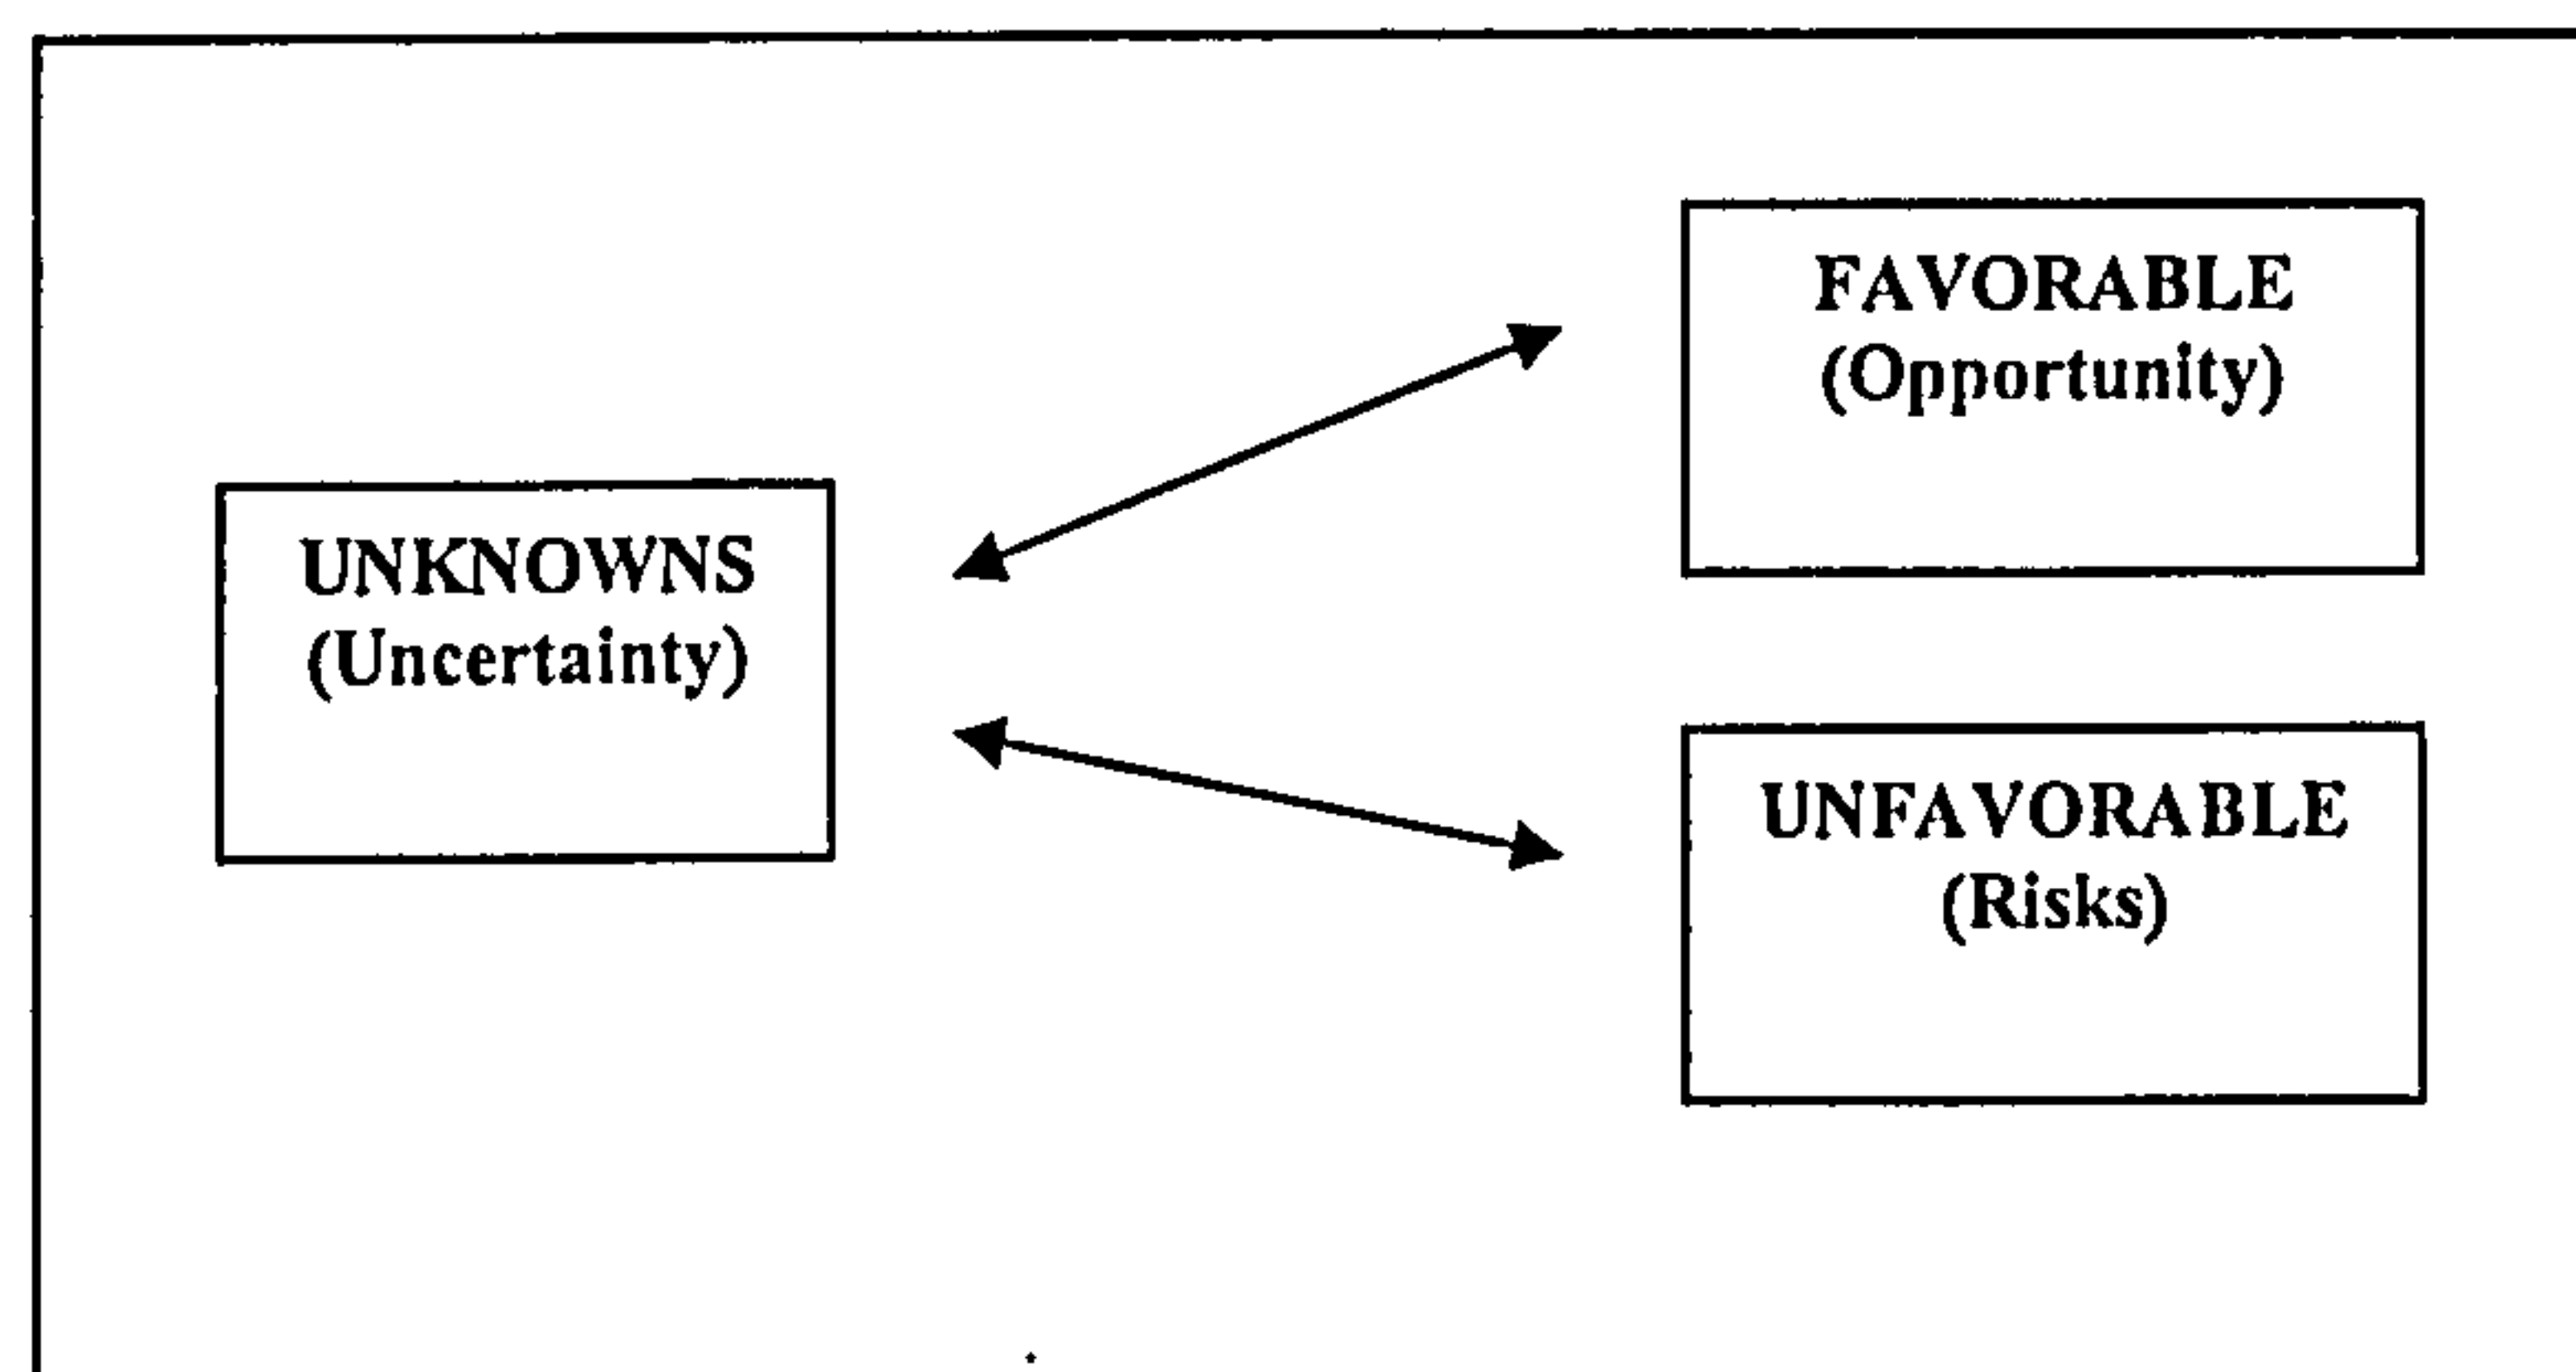 FAVORABLE
(Opportunity)
UNKNOWNS
(Uncertainty)
UNFAVORABLE
(Risks)